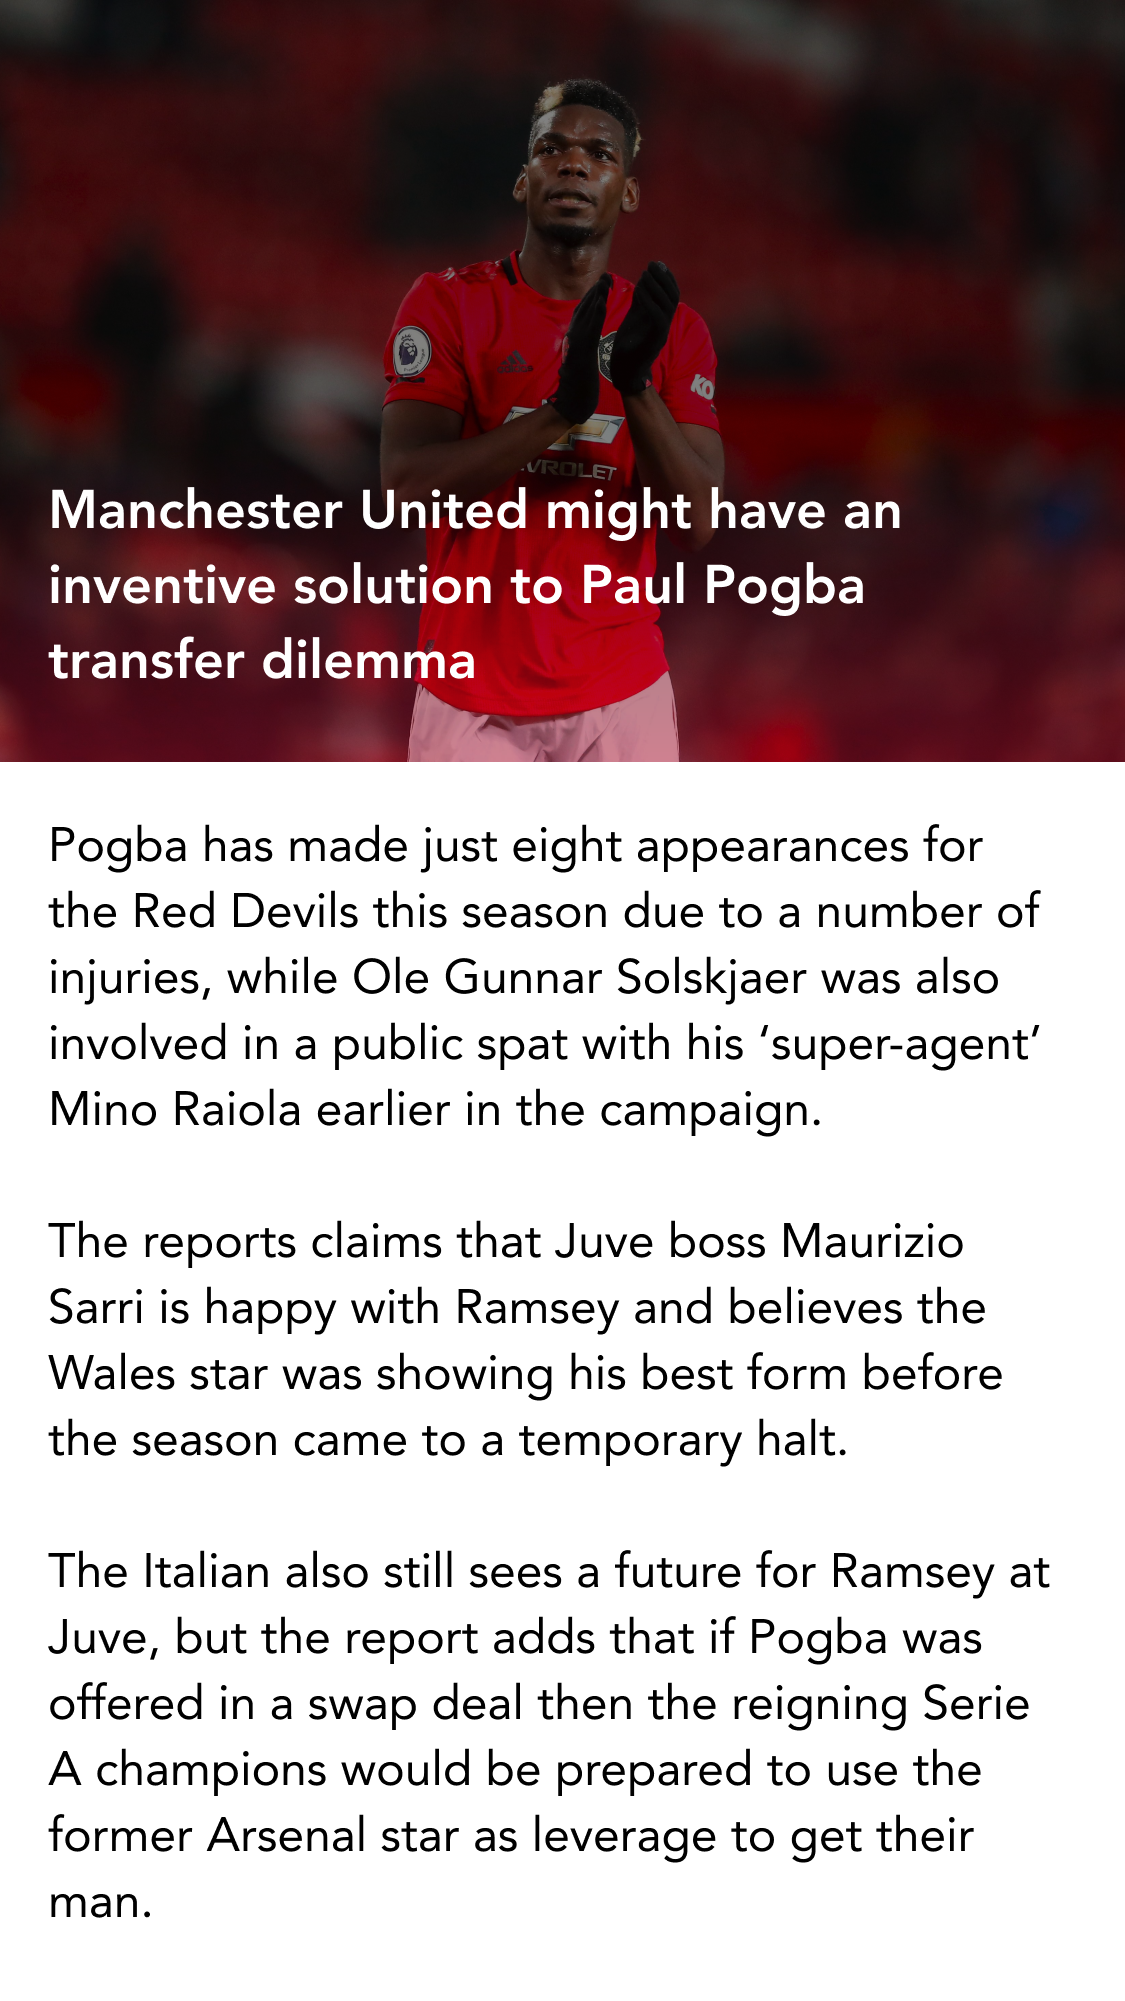 KO
VROLET
Manchester United might have an
inventive solution to Paul Pogba
transfer dilemma
Pogba has made just eight appearances for
the Red Devils this season due to a number of
injuries, while Ole Gunnar Solskjaer was also
involved in a public spat with his ‘super-agent’
Mino Raiola earlier in the campaign.
The reports claims that Juve boss Maurizio
Sarri is happy with Ramsey and believes the
Wales star was showing his best form before
the season came to a temporary halt.
The Italian also still sees a future for Ramsey at
Juve, but the report adds that if Pogba was
offered in a swap deal then the reigning Serie
A champions would be prepared to use the
former Arsenal star as leverage to get their
man.